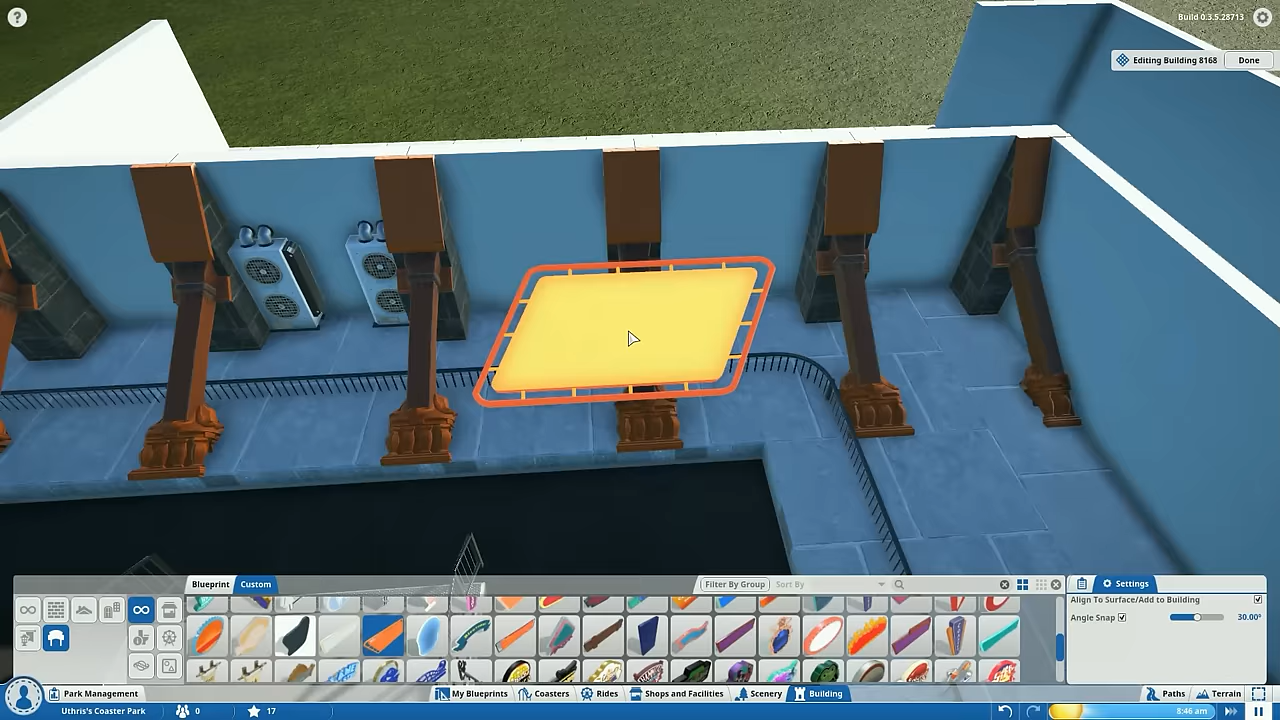 ?
Build 0.3.5.28713
Editing Building 8168
Done
Blueprint
Custom
Filter By Group
Sort By
Settings
Align To Surface/Add to Building
Angle Snap
30.00°
Park Management
My Blueprints
Coasters
Rides
Shops and Facilities
Scenery
Building
Paths
Terrain
Uthris's Coaster Park
0
17
8:46 am